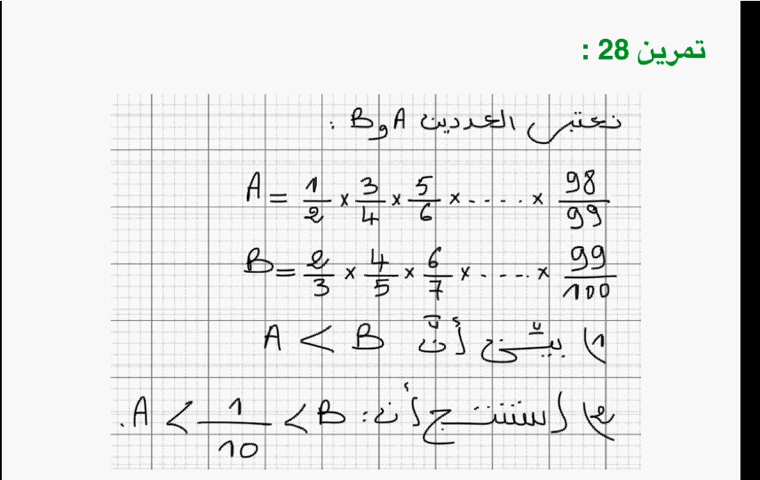 تمرين 28 :
نعتبر العددين A و B :
A = 1/2 × 3/4 × 5/6 × ..... × 98/99
B = 2/3 × 4/5 × 6/7 × ..... × 99/100
1) بيّن أنّ A < B
2) استنتج أن: A < 1/10 < B.